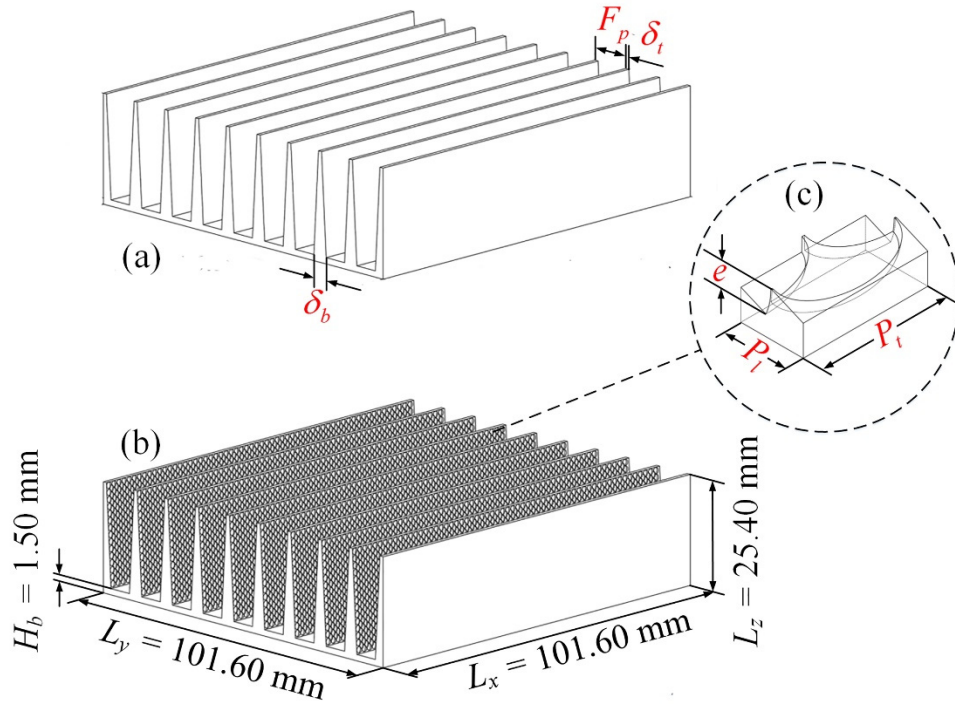 F_p δ_t
(c)
(a)
e
δ_b
P_l
P_t
(b)
H_b = 1.50 mm
L_y = 101.60 mm
L_x = 101.60 mm
L_z = 25.40 mm